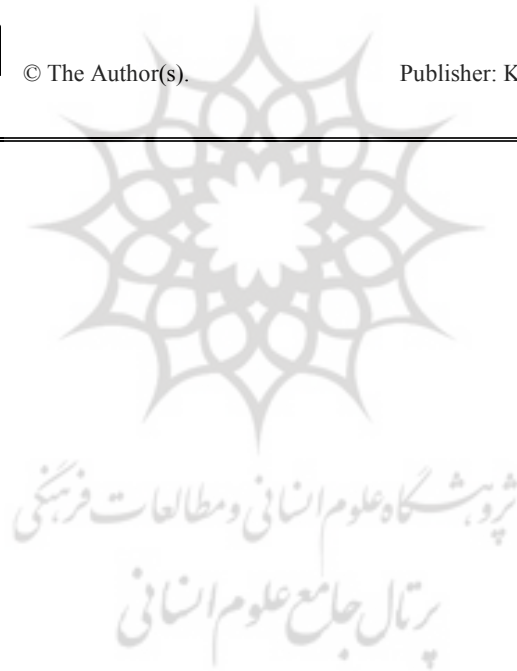 © The Author(s). Publisher: K
پژوهشگاه علوم انسانی و مطالعات فرهنگی
پرتال جامع علوم انسانی